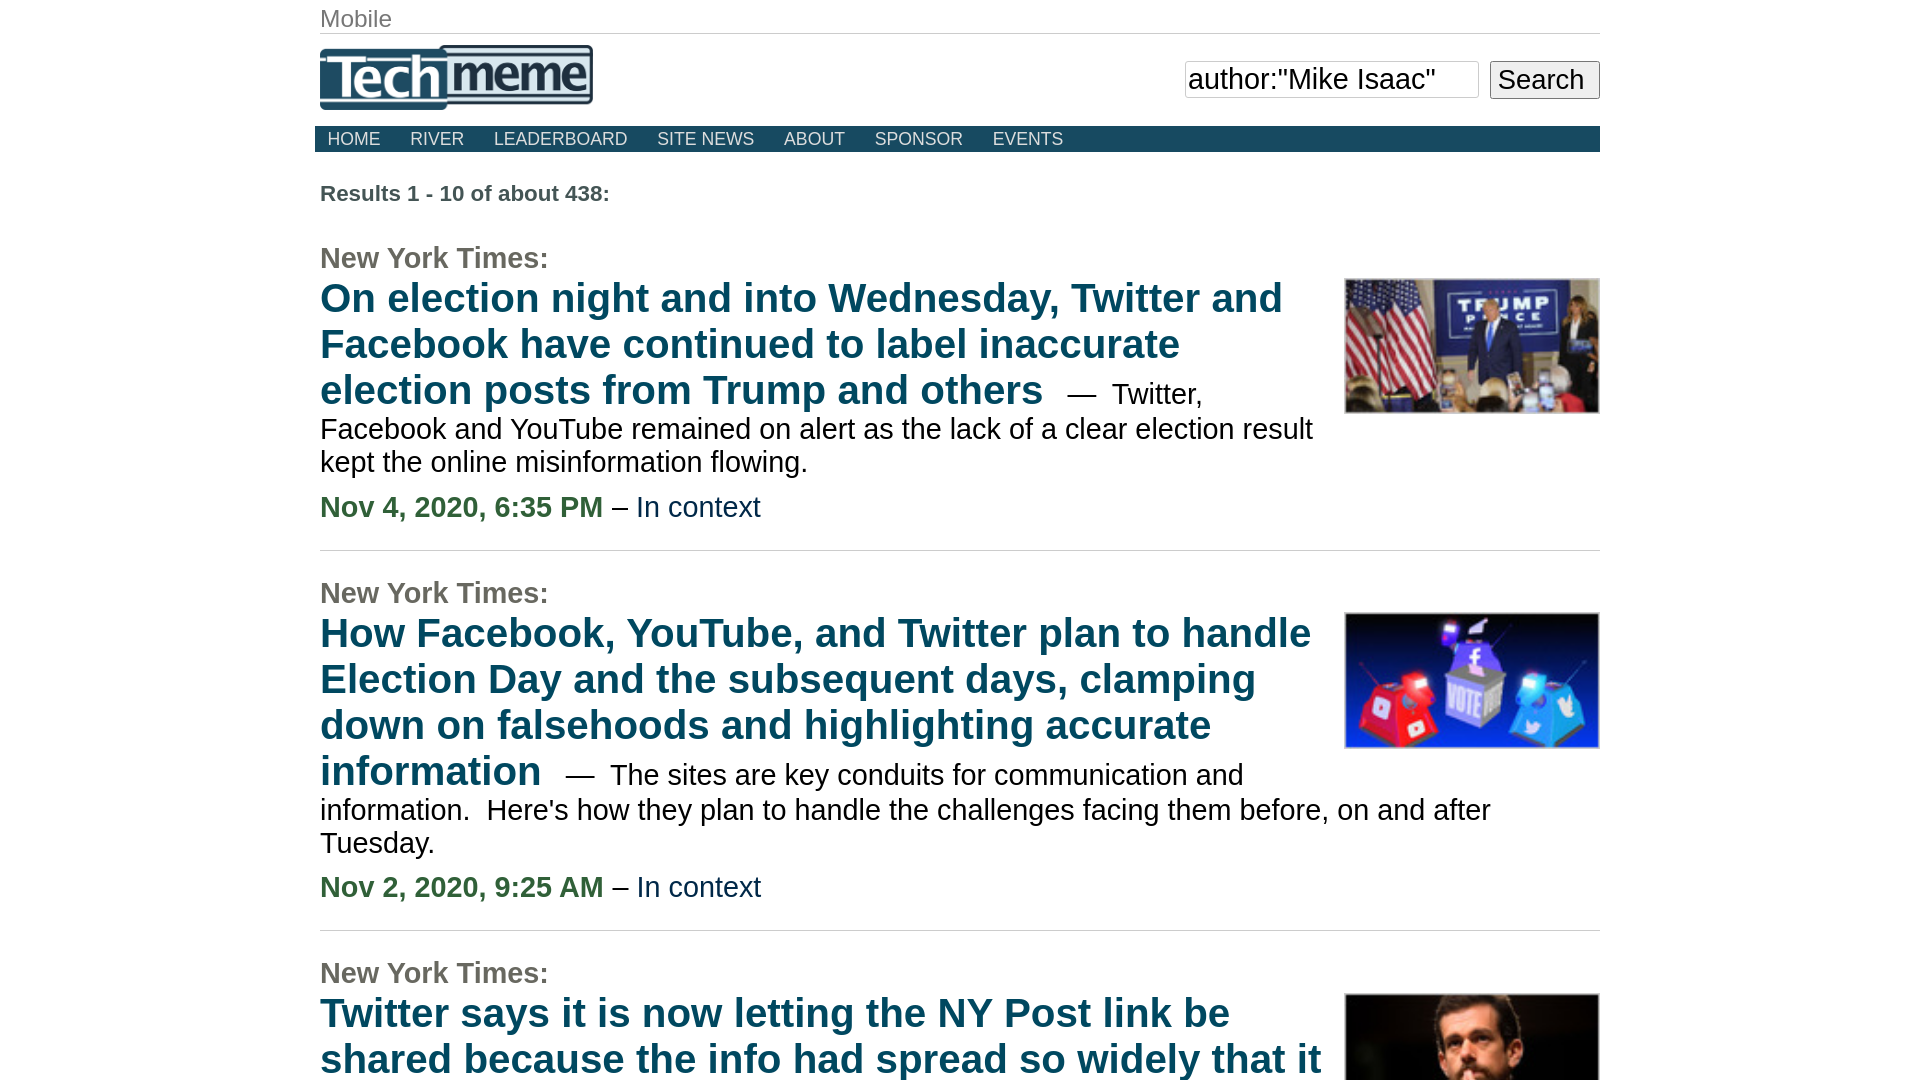 Mobile
Techmeme
author:"Mike Isaac"
Search
HOME RIVER LEADERBOARD SITE NEWS ABOUT SPONSOR EVENTS
Results 1 - 10 of about 438:
New York Times:
On election night and into Wednesday, Twitter and
Facebook have continued to label inaccurate
election posts from Trump and others — Twitter,
Facebook and YouTube remained on alert as the lack of a clear election result
kept the online misinformation flowing.
TRUMP
PENCE
Nov 4, 2020, 6:35 PM – In context
New York Times:
How Facebook, YouTube, and Twitter plan to handle
Election Day and the subsequent days, clamping
down on falsehoods and highlighting accurate
information — The sites are key conduits for communication and
information. Here's how they plan to handle the challenges facing them before, on and after
Tuesday.
VOTE
Nov 2, 2020, 9:25 AM – In context
New York Times:
Twitter says it is now letting the NY Post link be
shared because the info had spread so widely that it